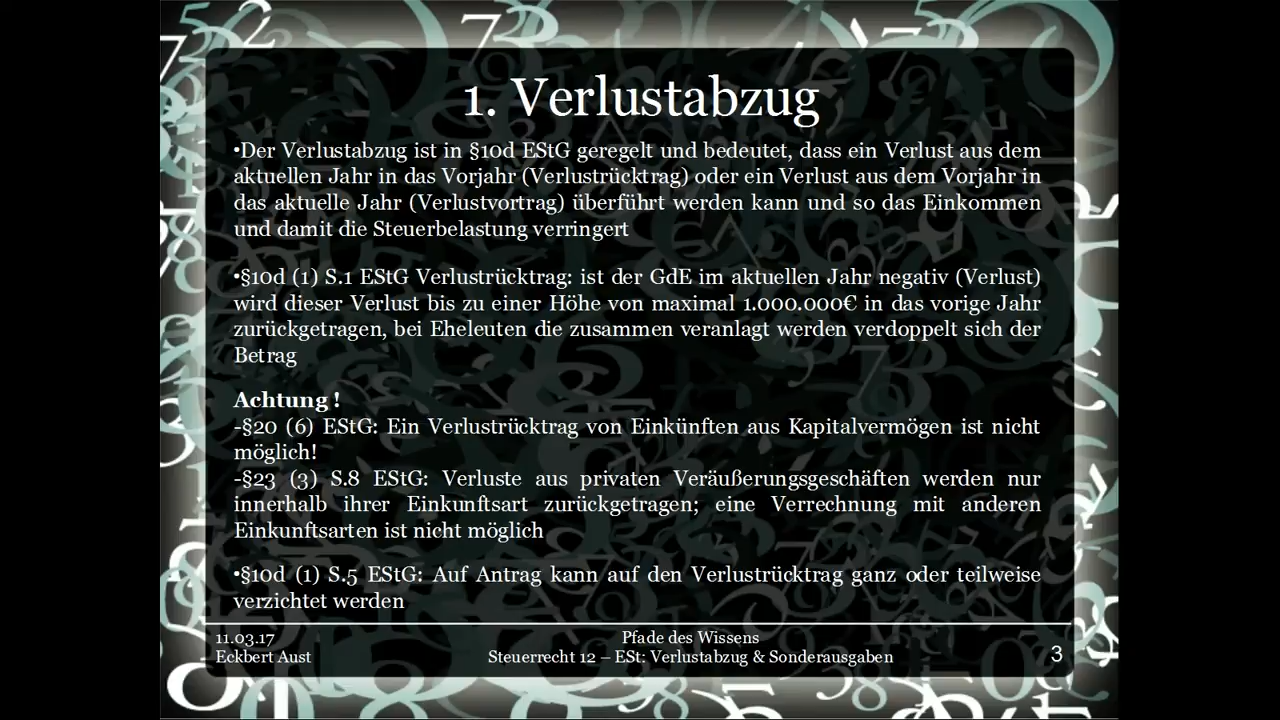 1. Verlustabzug
•Der Verlustabzug ist in §10d EStG geregelt und bedeutet, dass ein Verlust aus dem
aktuellen Jahr in das Vorjahr (Verlustrücktrag) oder ein Verlust aus dem Vorjahr in
das aktuelle Jahr (Verlustvortrag) überführt werden kann und so das Einkommen
und damit die Steuerbelastung verringert
•§10d (1) S.1 EStG Verlustrücktrag: ist der GdE im aktuellen Jahr negativ (Verlust)
wird dieser Verlust bis zu einer Höhe von maximal 1.000.000€ in das vorige Jahr
zurückgetragen, bei Eheleuten die zusammen veranlagt werden verdoppelt sich der
Betrag
Achtung !
-§20 (6) EStG: Ein Verlustrücktrag von Einkünften aus Kapitalvermögen ist nicht
möglich!
-§23 (3) S.8 EStG: Verluste aus privaten Veräußerungsgeschäften werden nur
innerhalb ihrer Einkunftsart zurückgetragen; eine Verrechnung mit anderen
Einkunftsarten ist nicht möglich
•§10d (1) S.5 EStG: Auf Antrag kann auf den Verlustrücktrag ganz oder teilweise
verzichtet werden
11.03.17
Eckbert Aust
Pfade des Wissens
Steuerrecht 12 – ESt: Verlustabzug & Sonderausgaben
3